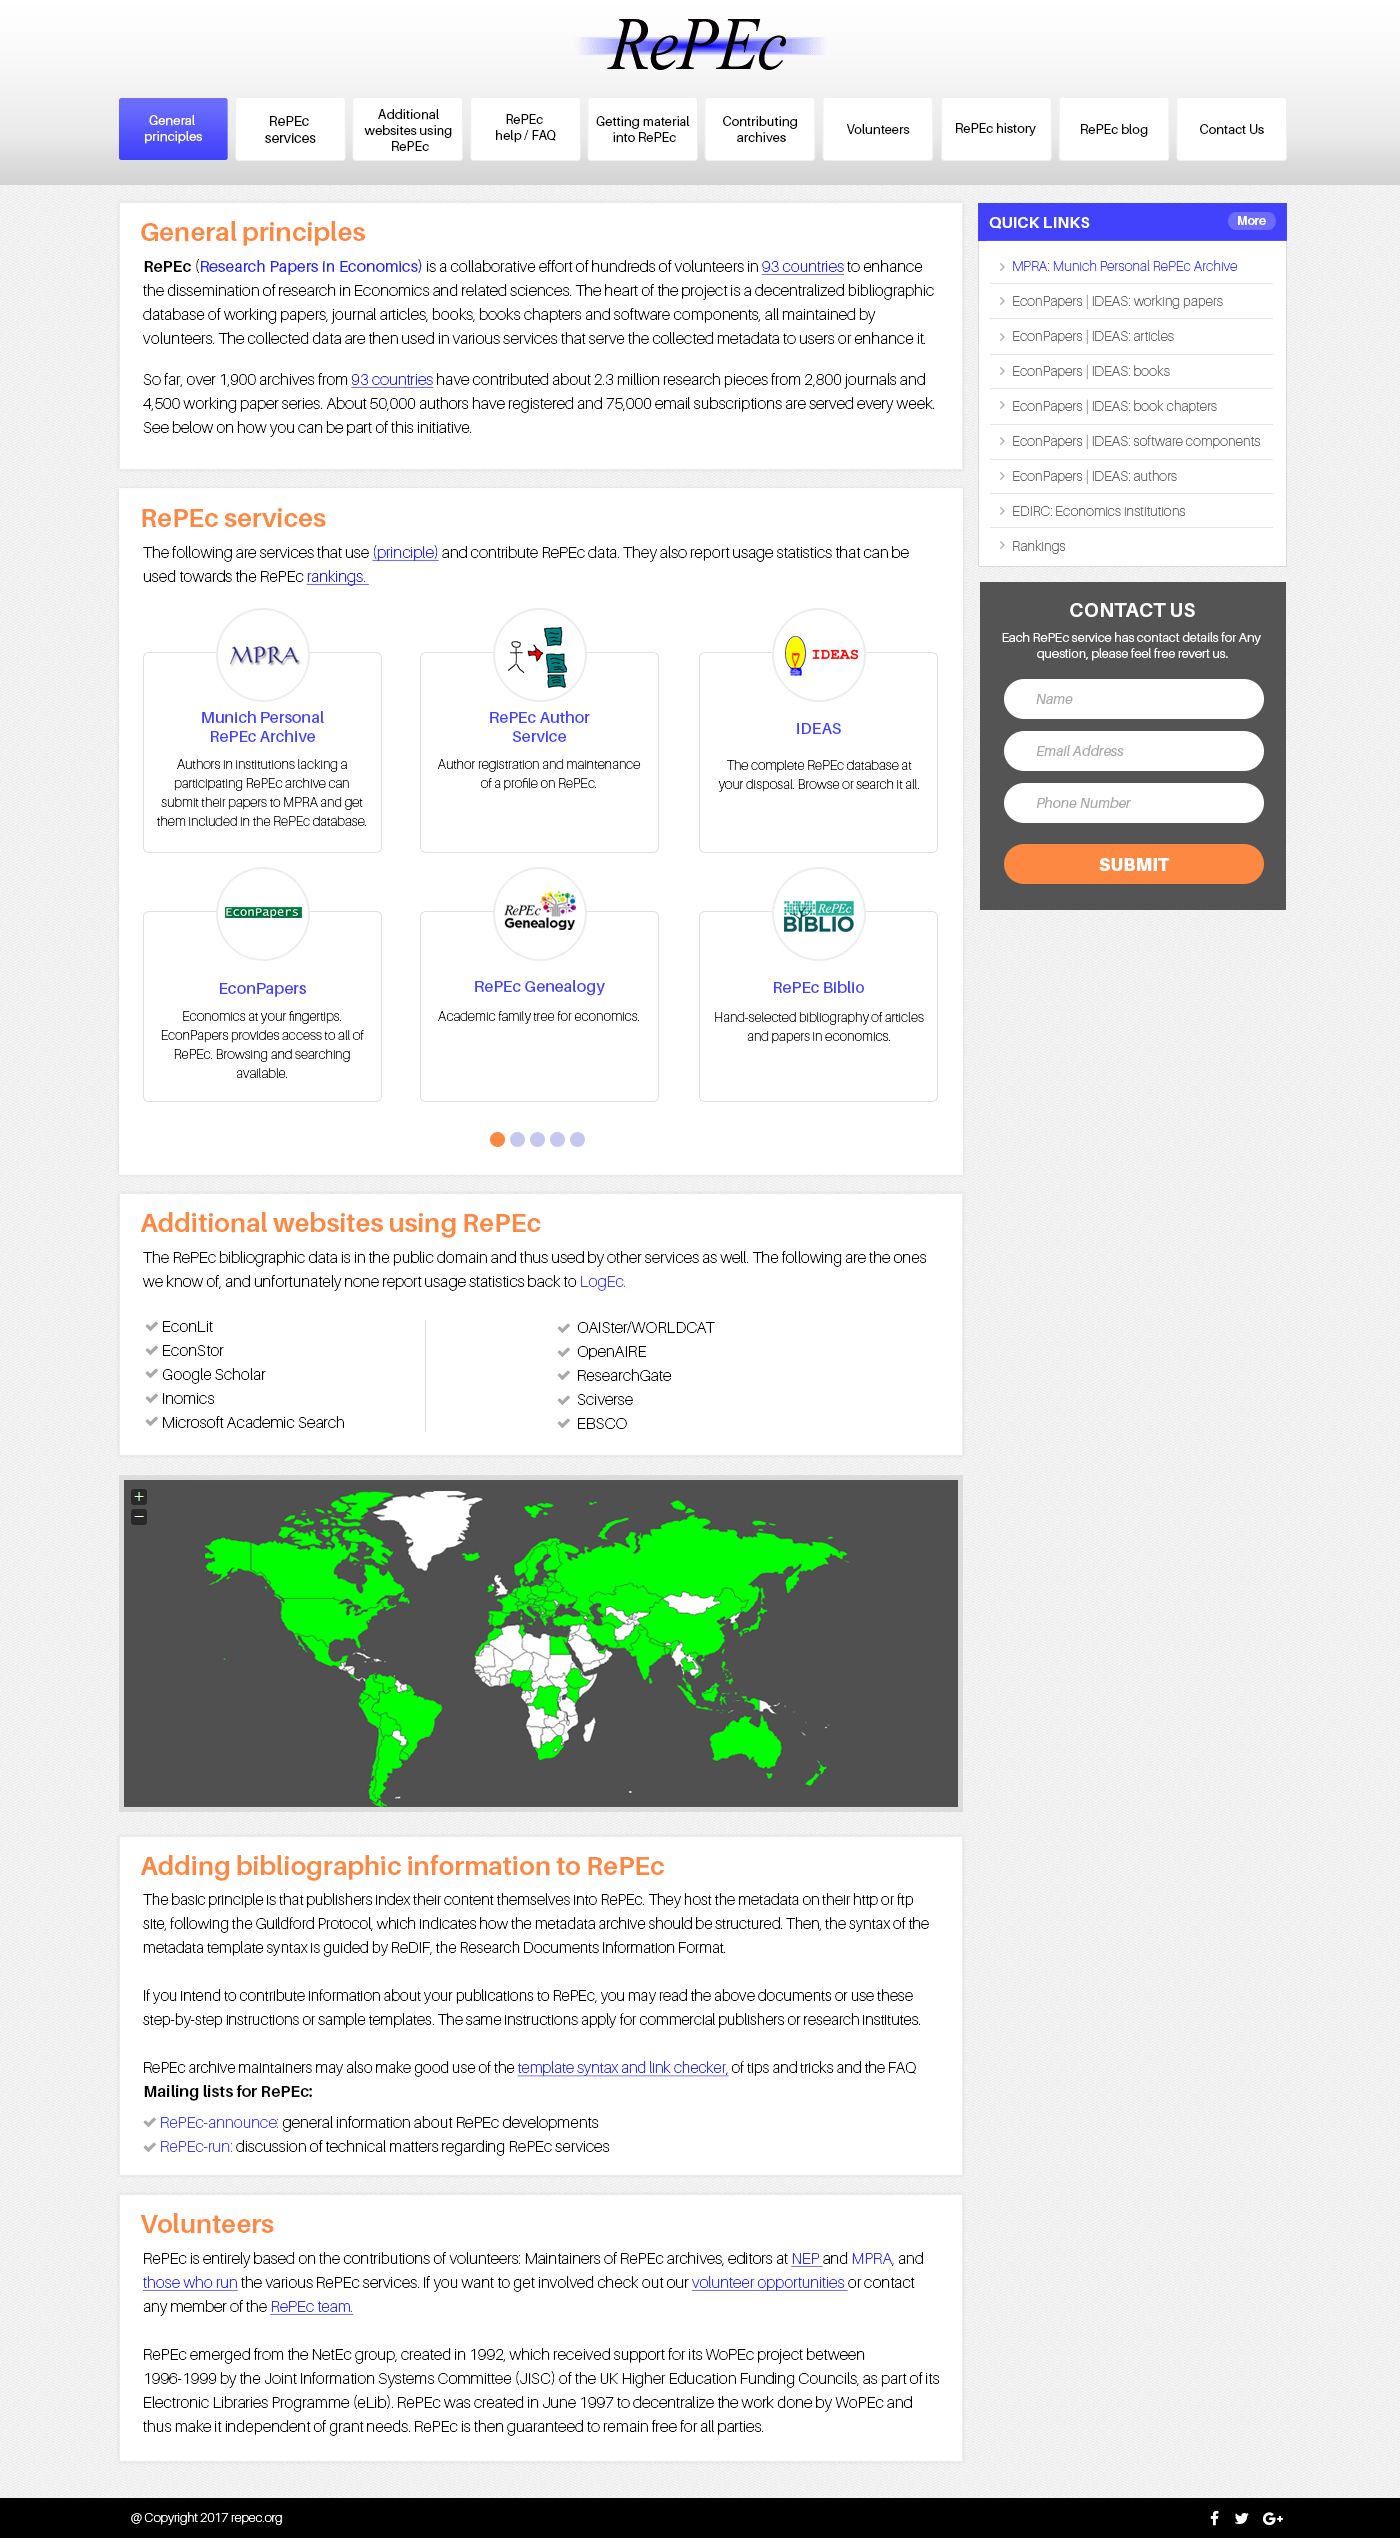 RePEc
General
principles
RePEc
services
Additional
websites using
RePEc
RePEc
help / FAQ
Getting material
into RePEc
Contributing
archives
Volunteers
RePEc history
RePEc blog
Contact Us
General principles
RePEc (Research Papers in Economics) is a collaborative effort of hundreds of volunteers in 93 countries to enhance
the dissemination of research in Economics and related sciences. The heart of the project is a decentralized bibliographic
database of working papers, journal articles, books, books chapters and software components, all maintained by
volunteers. The collected data are then used in various services that serve the collected metadata to users or enhance it.
So far, over 1,900 archives from 93 countries have contributed about 2.3 million research pieces from 2,800 journals and
4,500 working paper series. About 50,000 authors have registered and 75,000 email subscriptions are served every week.
See below on how you can be part of this initiative.
RePEc services
The following are services that use (principle) and contribute RePEc data. They also report usage statistics that can be
used towards the RePEc rankings.
MPRA
Munich Personal
RePEc Archive
Authors in institutions lacking a
participating RePEc archive can
submit their papers to MPRA and get
them included in the RePEc database.
RePEc Author
Service
Author registration and maintenance
of a profile on RePEc.
IDEAS
IDEAS
The complete RePEc database at
your disposal. Browse or search it all.
EconPapers
EconPapers
Economics at your fingertips.
EconPapers provides access to all of
RePEc. Browsing and searching
available.
RePEc
Genealogy
RePEc Genealogy
Academic family tree for economics.
RePEc
BIBLIO
RePEc Biblio
Hand-selected bibliography of articles
and papers in economics.
Additional websites using RePEc
The RePEc bibliographic data is in the public domain and thus used by other services as well. The following are the ones
we know of, and unfortunately none report usage statistics back to LogEc.
EconLit
EconStor
Google Scholar
Inomics
Microsoft Academic Search
OAISter/WORLDCAT
OpenAIRE
ResearchGate
Sciverse
EBSCO
+
−
Adding bibliographic information to RePEc
The basic principle is that publishers index their content themselves into RePEc. They host the metadata on their http or ftp
site, following the Guildford Protocol, which indicates how the metadata archive should be structured. Then, the syntax of the
metadata template syntax is guided by ReDIF, the Research Documents Information Format.
If you intend to contribute information about your publications to RePEc, you may read the above documents or use these
step-by-step instructions or sample templates. The same instructions apply for commercial publishers or research institutes.
RePEc archive maintainers may also make good use of the template syntax and link checker, of tips and tricks and the FAQ
Mailing lists for RePEc:
RePEc-announce: general information about RePEc developments
RePEc-run: discussion of technical matters regarding RePEc services
Volunteers
RePEc is entirely based on the contributions of volunteers: Maintainers of RePEc archives, editors at NEP and MPRA, and
those who run the various RePEc services. If you want to get involved check out our volunteer opportunities or contact
any member of the RePEc team.
RePEc emerged from the NetEc group, created in 1992, which received support for its WoPEc project between
1996-1999 by the Joint Information Systems Committee (JISC) of the UK Higher Education Funding Councils, as part of its
Electronic Libraries Programme (eLib). RePEc was created in June 1997 to decentralize the work done by WoPEc and
thus make it independent of grant needs. RePEc is then guaranteed to remain free for all parties.
QUICK LINKS
More
MPRA: Munich Personal RePEc Archive
EconPapers | IDEAS: working papers
EconPapers | IDEAS: articles
EconPapers | IDEAS: books
EconPapers | IDEAS: book chapters
EconPapers | IDEAS: software components
EconPapers | IDEAS: authors
EDIRC: Economics institutions
Rankings
CONTACT US
Each RePEc service has contact details for Any
question, please feel free revert us.
Name
Email Address
Phone Number
SUBMIT
@ Copyright 2017 repec.org